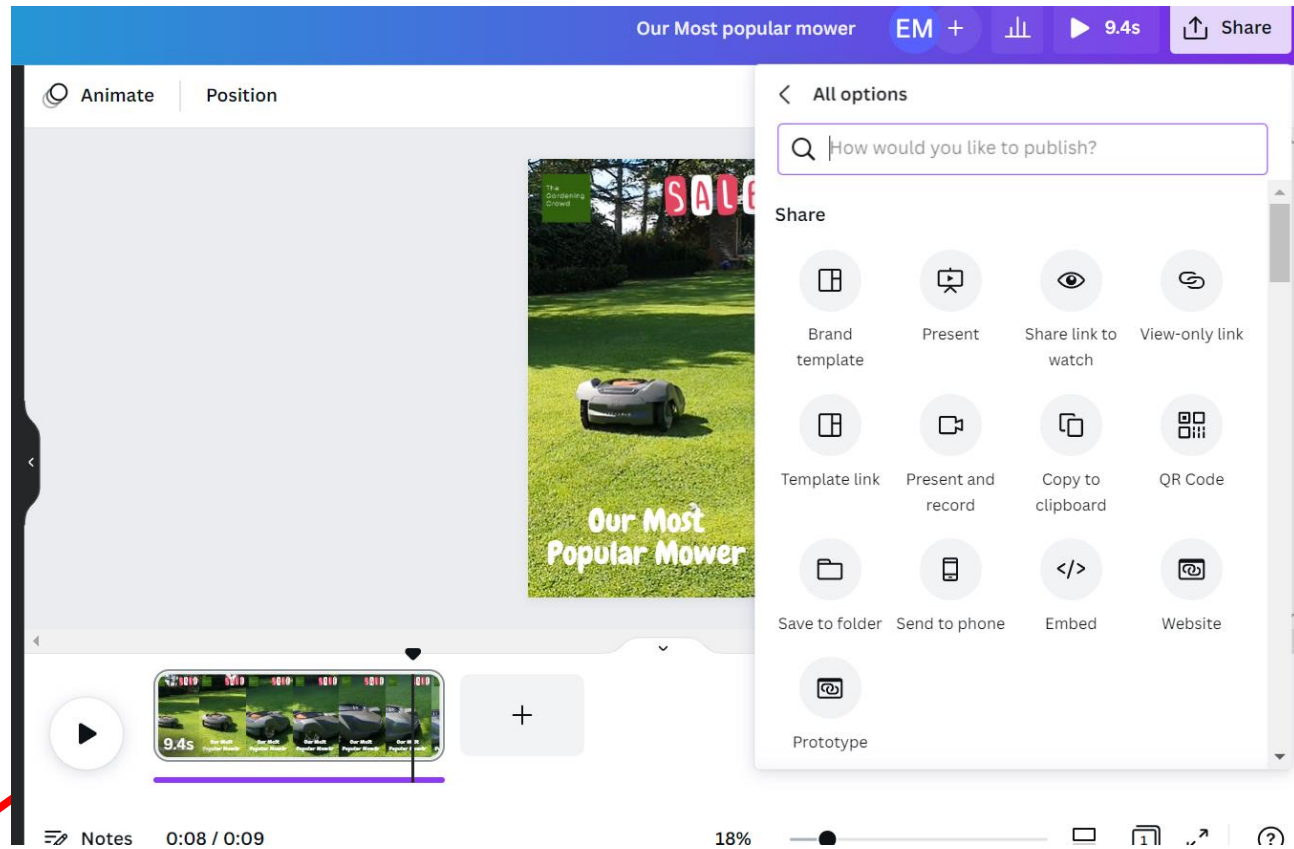 Our Most popular mower EM + 9.4s Share
Animate Position
All options
How would you like to publish?
The
Gardening
Crowd
SALE
Share
Brand
template
Present
Share link to
watch
View-only link
Template link
Present and
record
Copy to
clipboard
QR Code
Our Most
Popular Mower
Save to folder
Send to phone
</>
Embed
Website
Prototype
9.4s
Notes 0:08 / 0:09 18% 1 ?